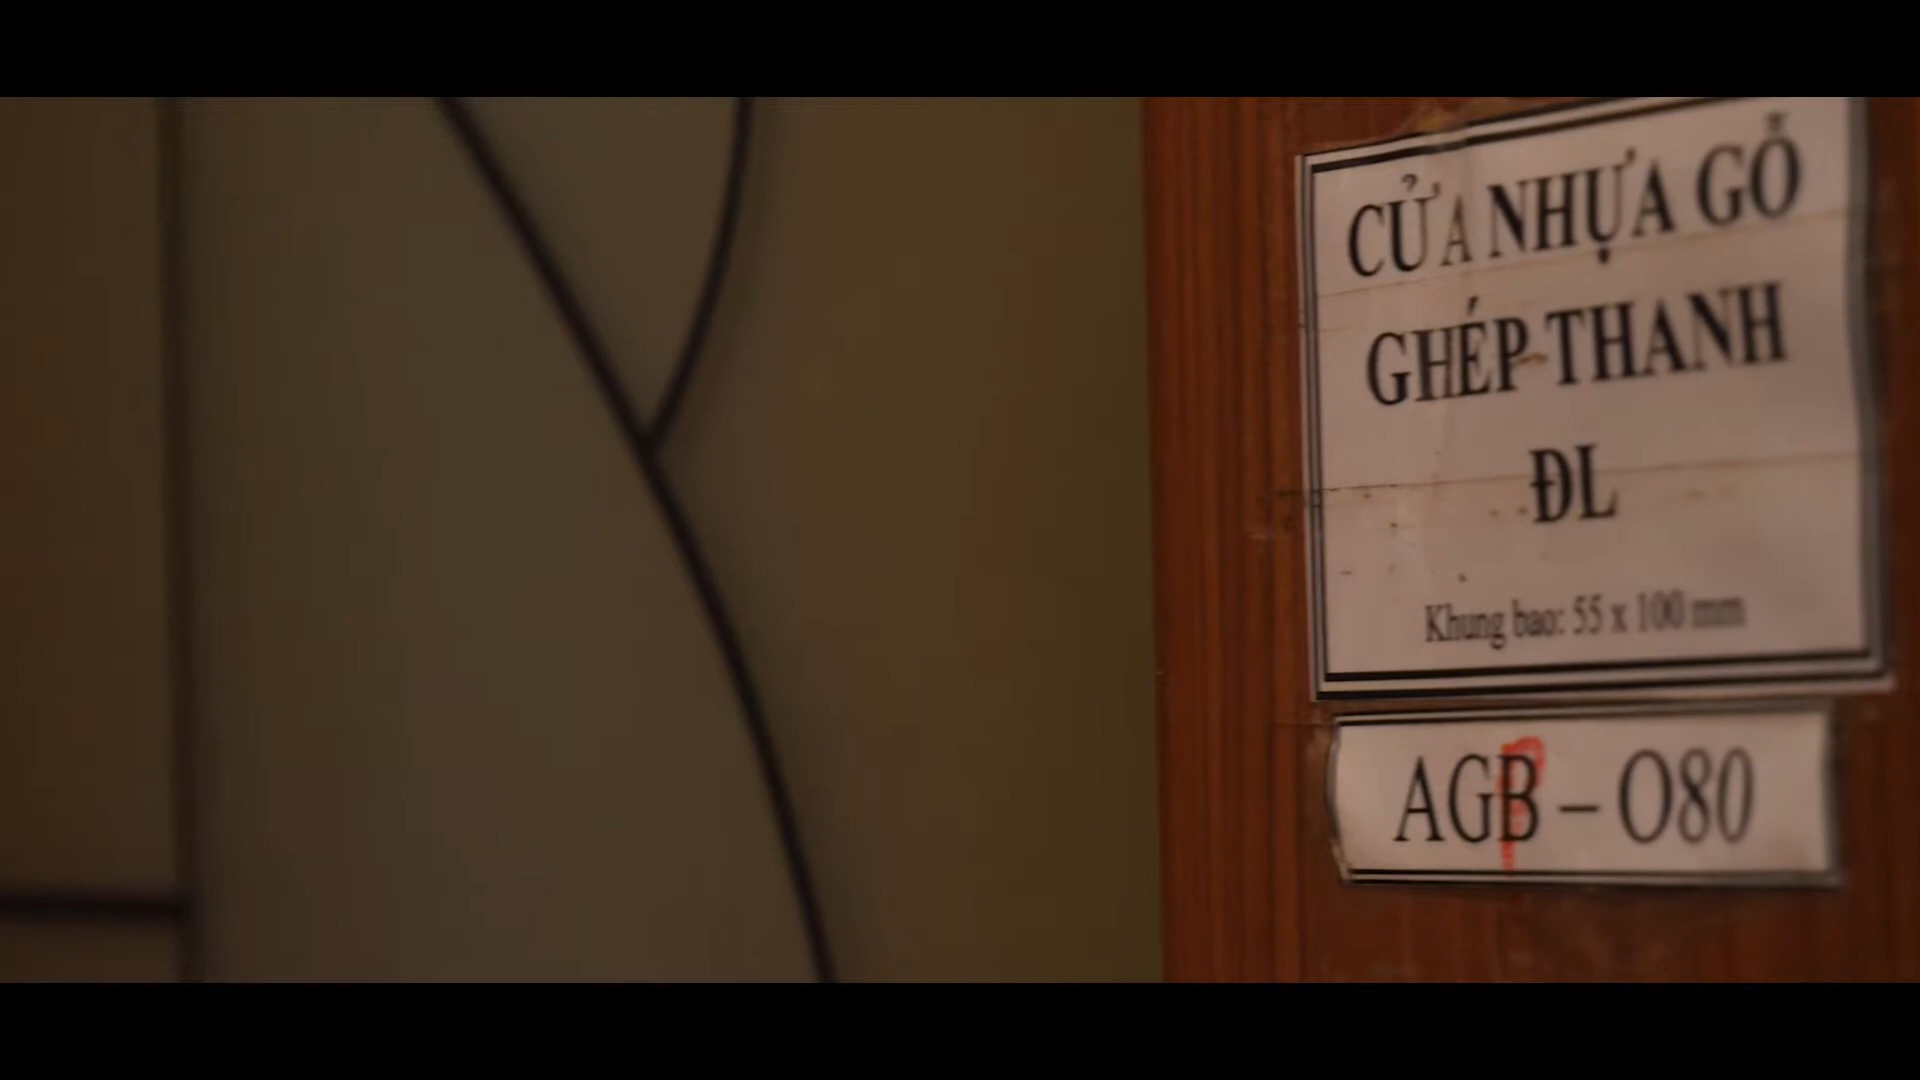 CỬA NHỰA GỖ
GHÉP THANH
ĐL
Khung bao: 55 x 100 mm
AGB – O80